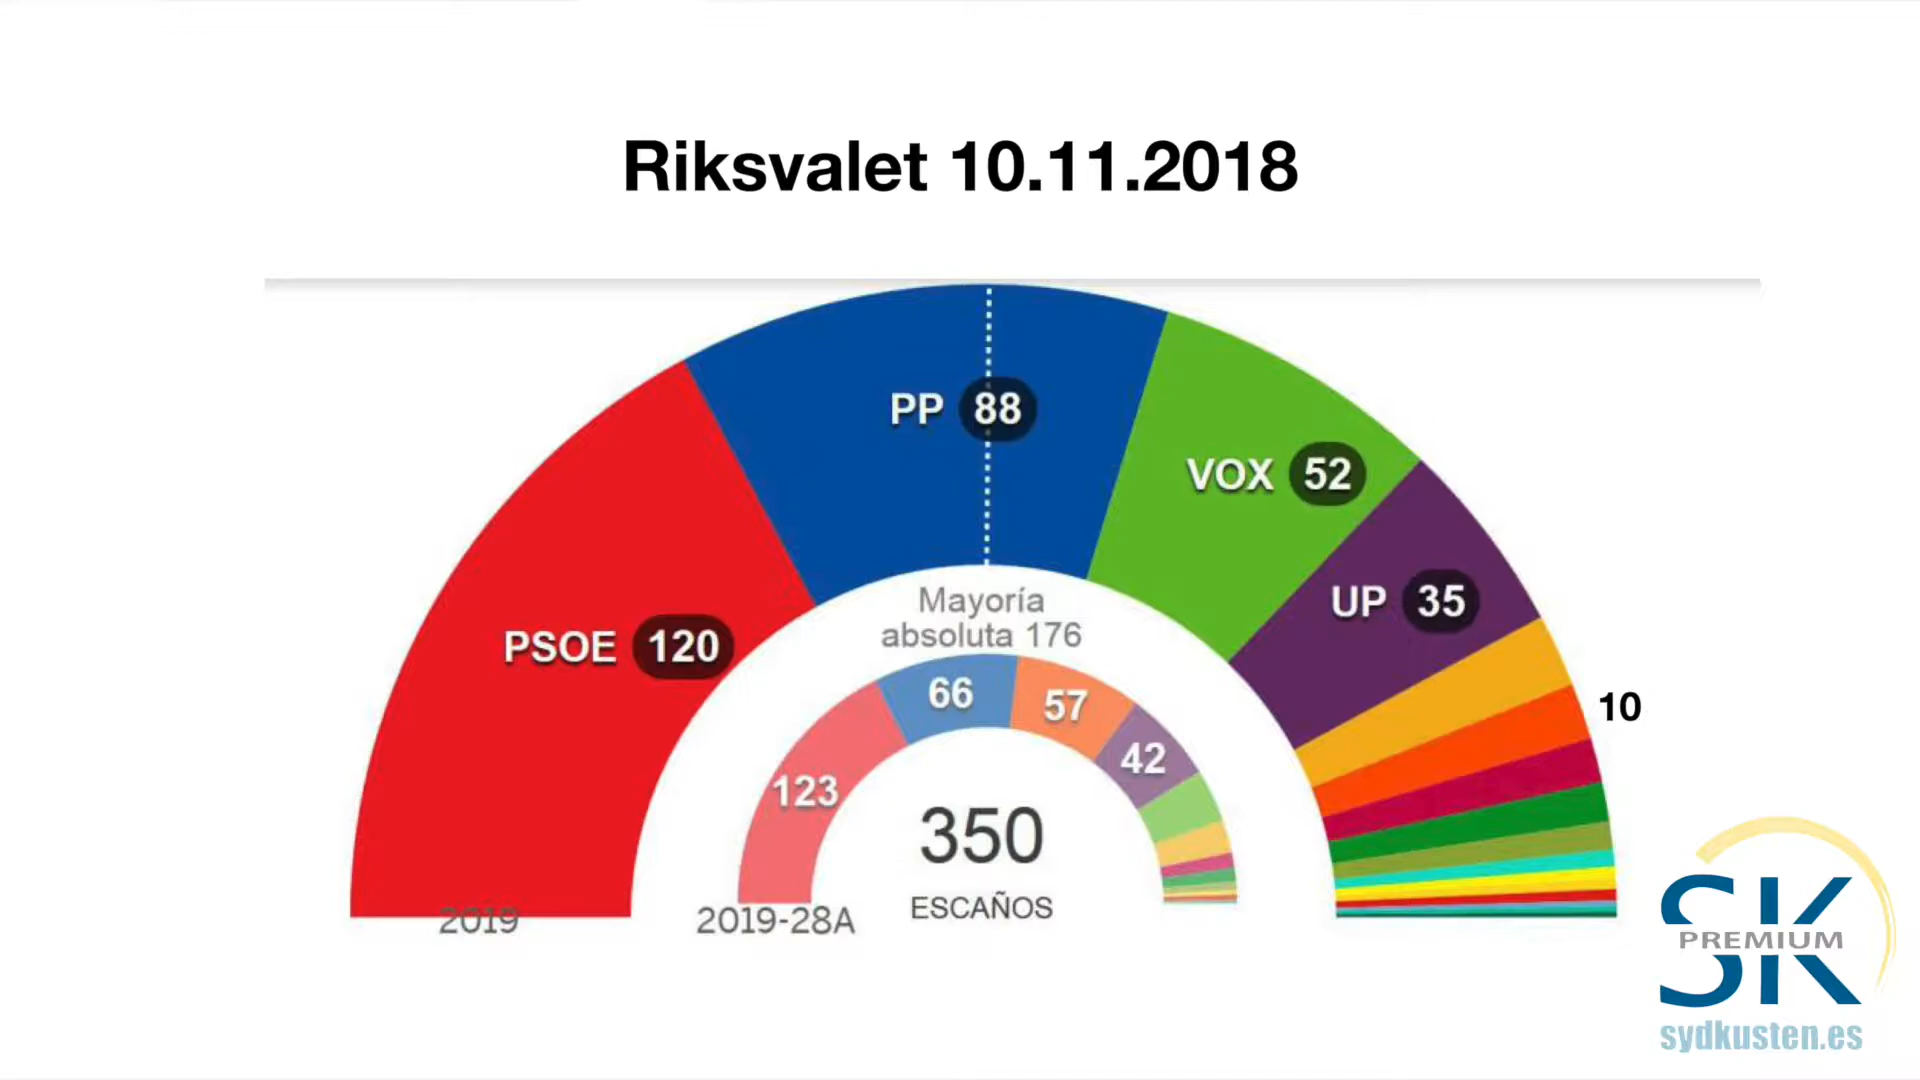 Riksvalet 10.11.2018
PP 88
VOX 52
UP 35
PSOE 120
10
Mayoría
absoluta 176
66
57
42
123
350
ESCAÑOS
2019
2019-28A
SK
PREMIUM
sydkusten.es